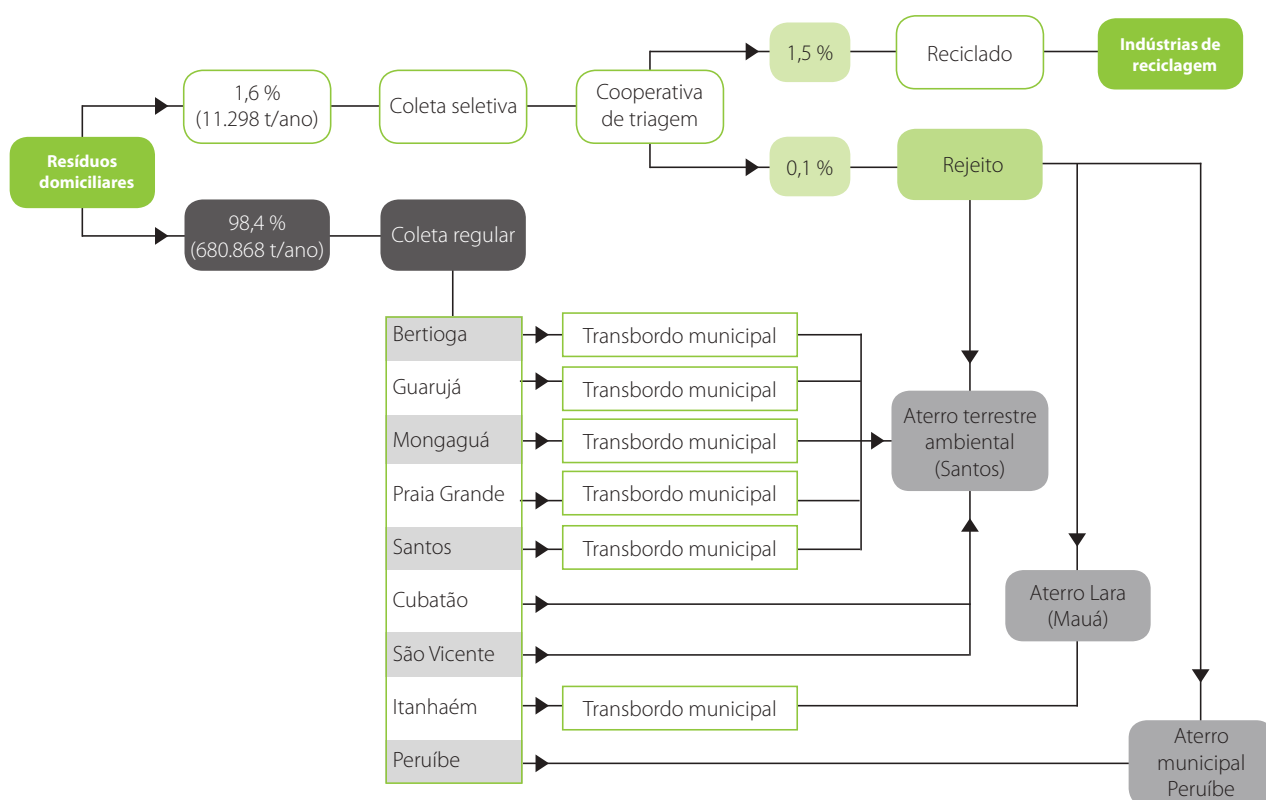 Resíduos
domiciliares
1,6 %
(11.298 t/ano)
Coleta seletiva
Cooperativa
de triagem
1,5 %
Reciclado
Indústrias de
reciclagem
0,1 %
Rejeito
98,4 %
(680.868 t/ano)
Coleta regular
Bertioga
Transbordo municipal
Guarujá
Transbordo municipal
Mongaguá
Transbordo municipal
Praia Grande
Transbordo municipal
Santos
Transbordo municipal
Cubatão
São Vicente
Itanhaém
Transbordo municipal
Peruíbe
Aterro terrestre
ambiental
(Santos)
Aterro Lara
(Mauá)
Aterro
municipal
Peruíbe